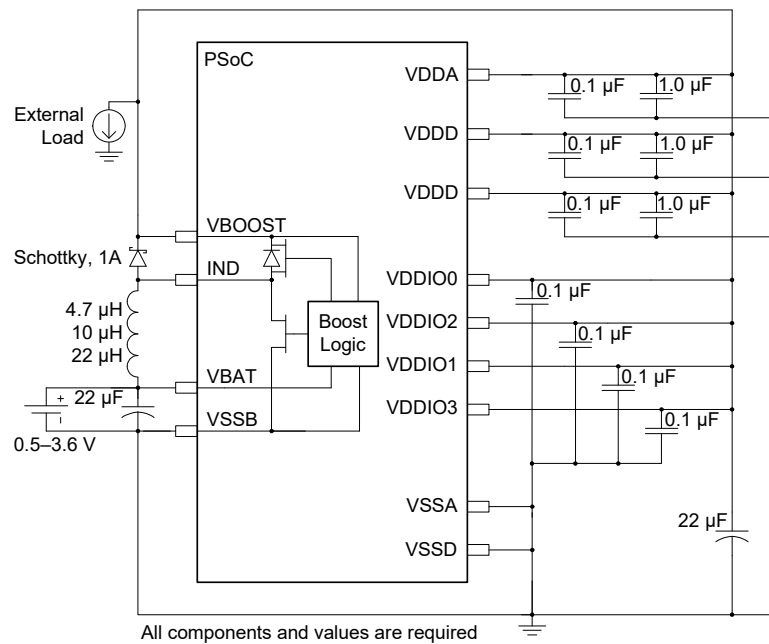 PSoC
VDDA
0.1 µF
1.0 µF
External
Load
VDDD
0.1 µF
1.0 µF
VDDD
0.1 µF
1.0 µF
VBOOST
Schottky, 1A
IND
VDDIO0
0.1 µF
4.7 µH
10 µH
22 µH
Boost
Logic
VDDIO2
0.1 µF
VDDIO1
0.1 µF
VBAT
22 µF
VDDIO3
0.1 µF
+
VSSB
0.5–3.6 V
VSSA
22 µF
VSSD
All components and values are required